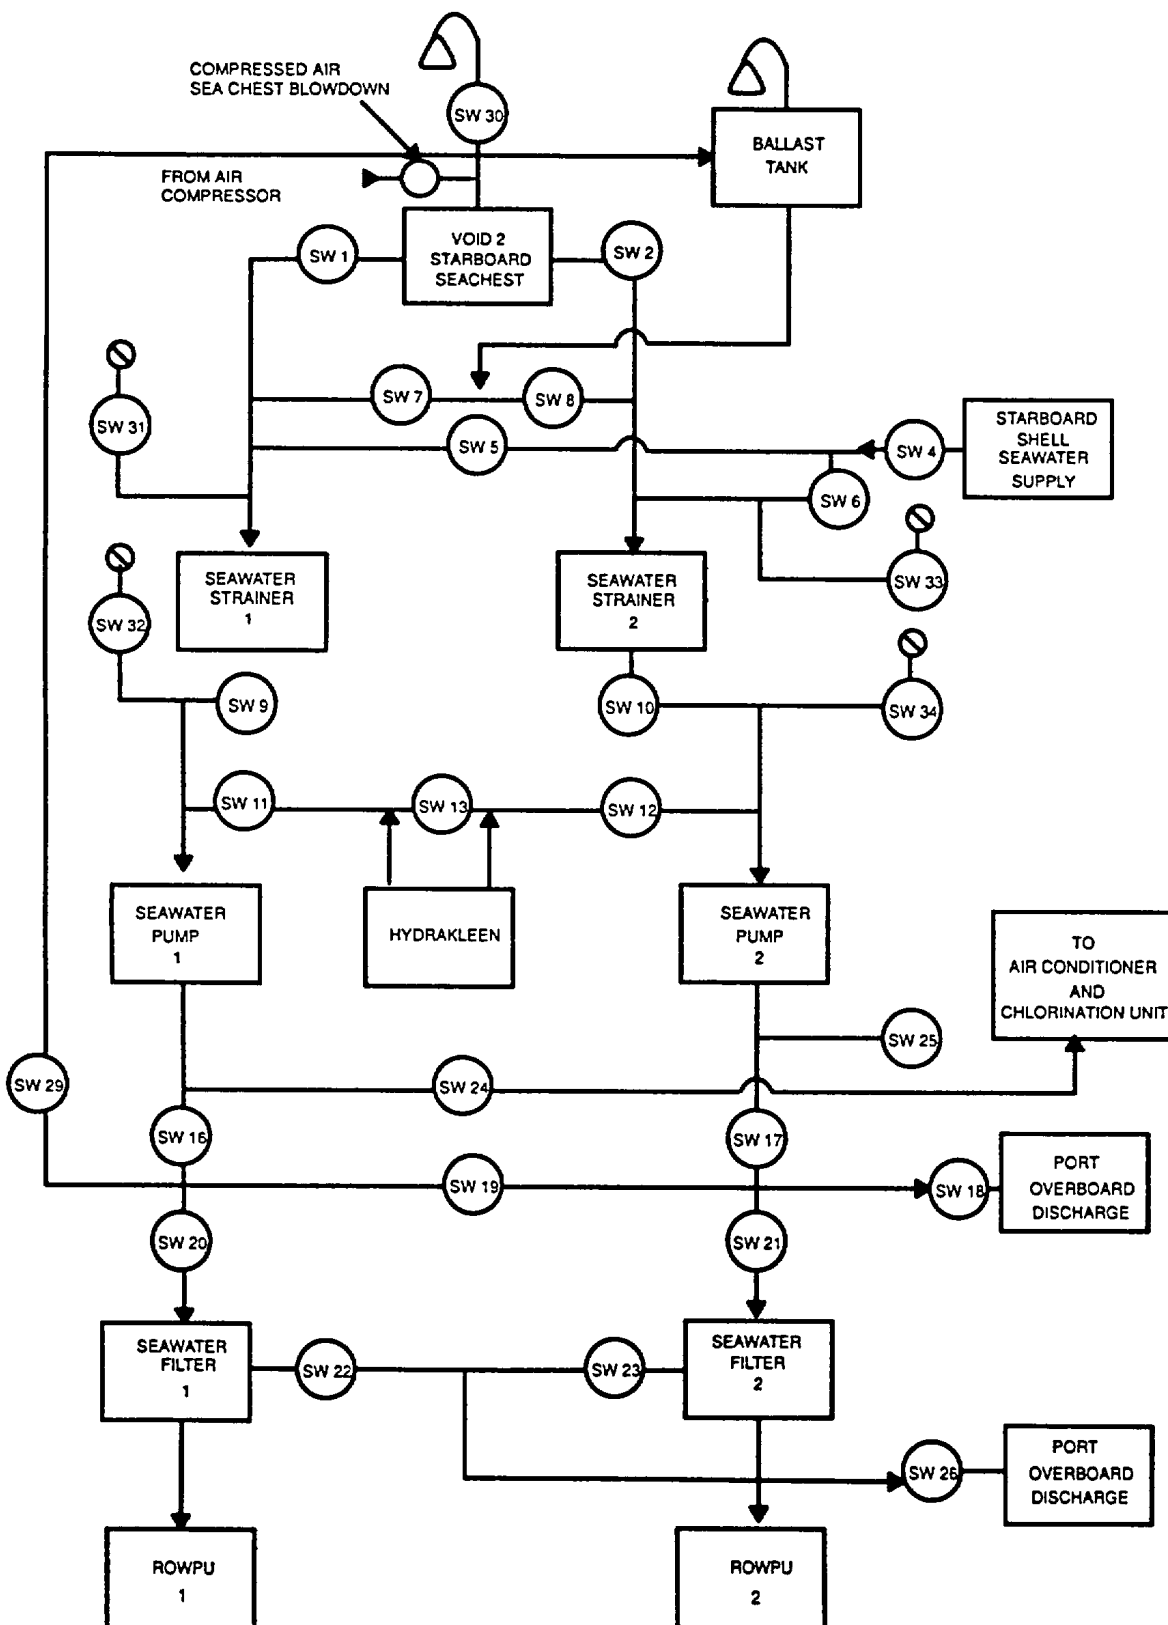 COMPRESSED AIR
SEA CHEST BLOWDOWN
SW 30
BALLAST
TANK
FROM AIR
COMPRESSOR
VOID 2
STARBOARD
SEACHEST
SW 1
SW 2
SW 7
SW 8
SW 31
SW 5
SW 4
STARBOARD
SHELL
SEAWATER
SUPPLY
SW 6
SEAWATER
STRAINER
1
SEAWATER
STRAINER
2
SW 33
SW 32
SW 9
SW 10
SW 34
SW 11
SW 13
SW 12
SEAWATER
PUMP
1
HYDRAKLEEN
SEAWATER
PUMP
2
TO
AIR CONDITIONER
AND
CHLORINATION UNIT
SW 25
SW 29
SW 24
SW 16
SW 17
SW 19
SW 18
PORT
OVERBOARD
DISCHARGE
SW 20
SW 21
SEAWATER
FILTER
1
SW 22
SW 23
SEAWATER
FILTER
2
SW 26
PORT
OVERBOARD
DISCHARGE
ROWPU
1
ROWPU
2